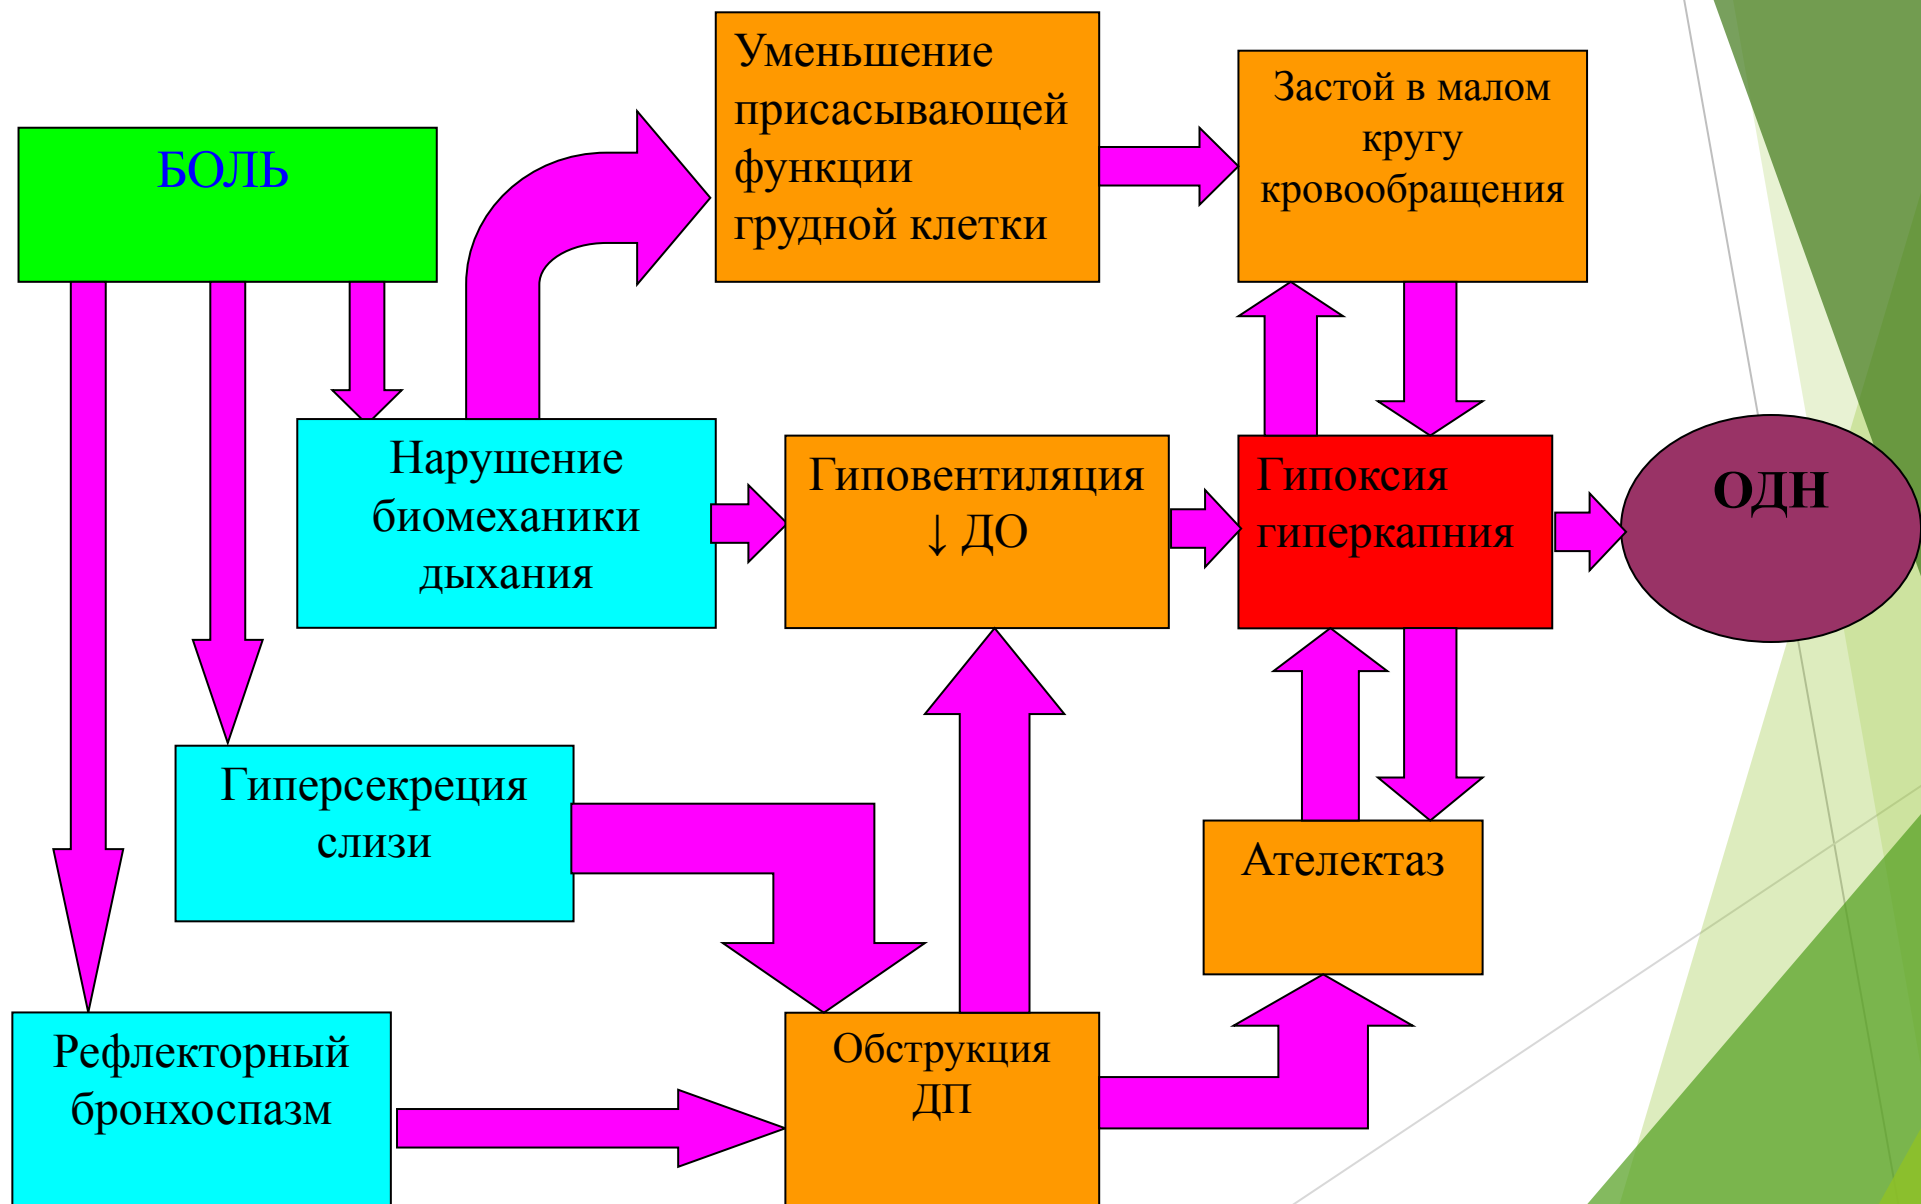 БОЛЬ
Уменьшение
присасывающей
функции
грудной клетки
Застой в малом
кругу
кровообращения
Нарушение
биомеханики
дыхания
Гиповентиляция
↓ ДО
Гипоксия
гиперкапния
ОДН
Гиперсекреция
слизи
Ателектаз
Рефлекторный
бронхоспазм
Обструкция
ДП